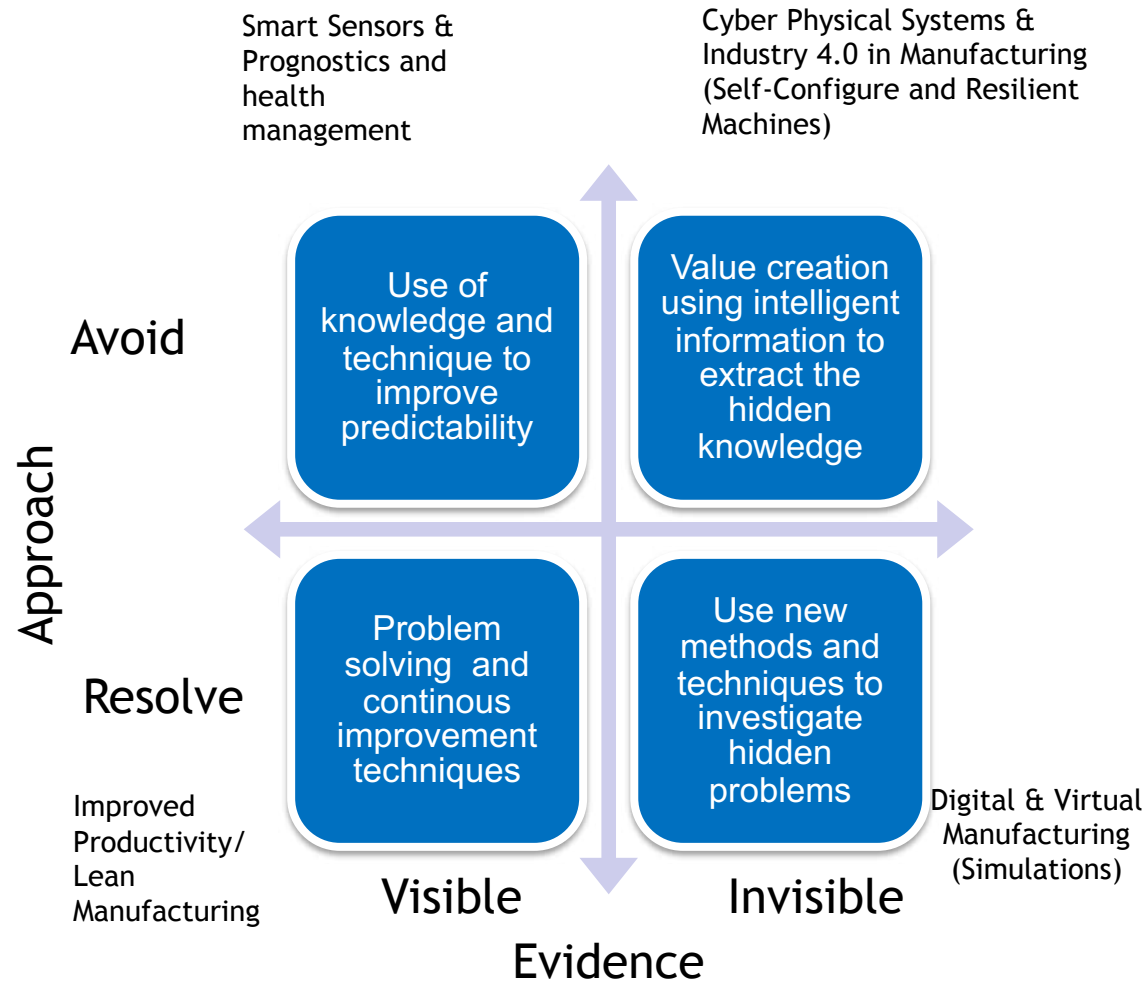 Smart Sensors &
Prognostics and
health
management
Cyber Physical Systems &
Industry 4.0 in Manufacturing
(Self-Configure and Resilient
Machines)
Approach
Avoid
Use of
knowledge and
technique to
improve
predictability
Value creation
using intelligent
information to
extract the
hidden
knowledge
Resolve
Problem
solving and
continous
improvement
techniques
Use new
methods and
techniques to
investigate
hidden
problems
Improved
Productivity/
Lean
Manufacturing
Digital & Virtual
Manufacturing
(Simulations)
Visible
Invisible
Evidence